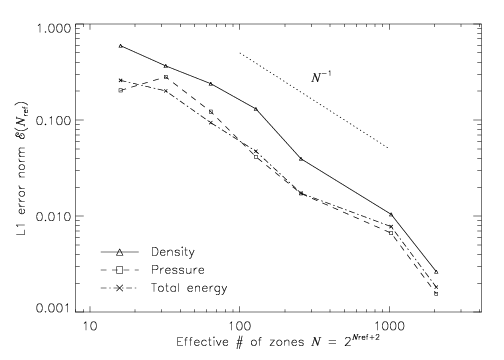 1.000
0.100
0.010
0.001
L1 error norm ℰ(N_ref)
N⁻¹
Density
Pressure
Total energy
10
100
1000
Effective # of zones N = 2^{Nref+2}